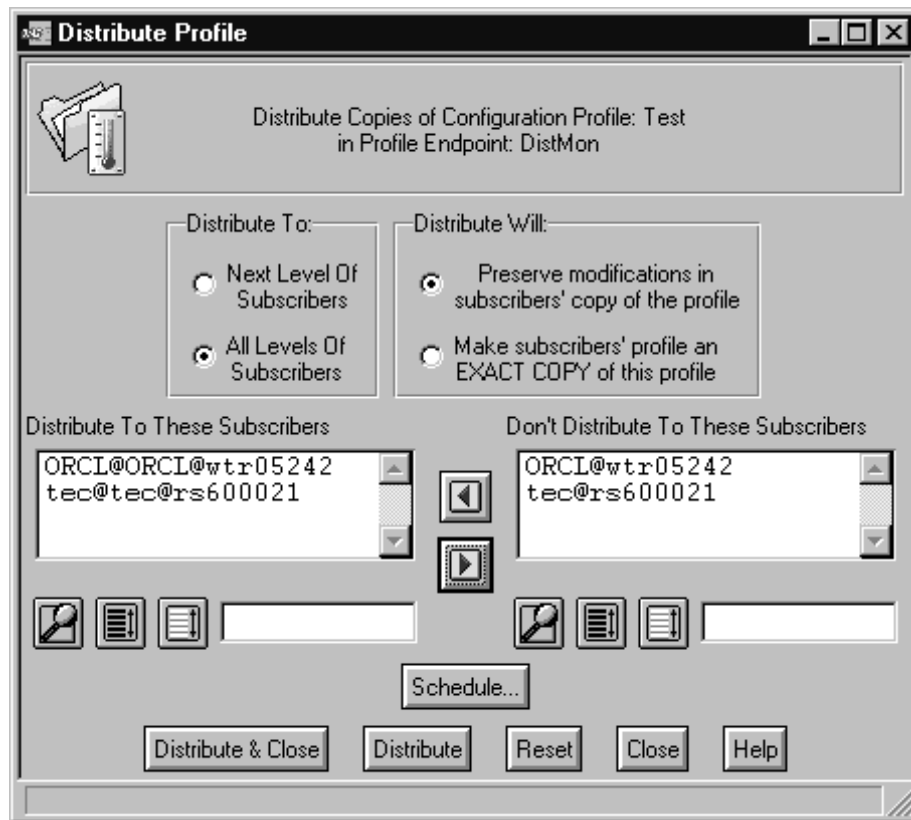 Distribute Profile
Distribute Copies of Configuration Profile: Test
in Profile Endpoint: DistMon
Distribute To:
Next Level Of
Subscribers
All Levels Of
Subscribers
Distribute Will:
Preserve modifications in
subscribers' copy of the profile
Make subscribers' profile an
EXACT COPY of this profile
Distribute To These Subscribers
ORCL@ORCL@wtr05242
tec@tec@rs600021
Don't Distribute To These Subscribers
ORCL@wtr05242
tec@rs600021
Schedule...
Distribute & Close
Distribute
Reset
Close
Help